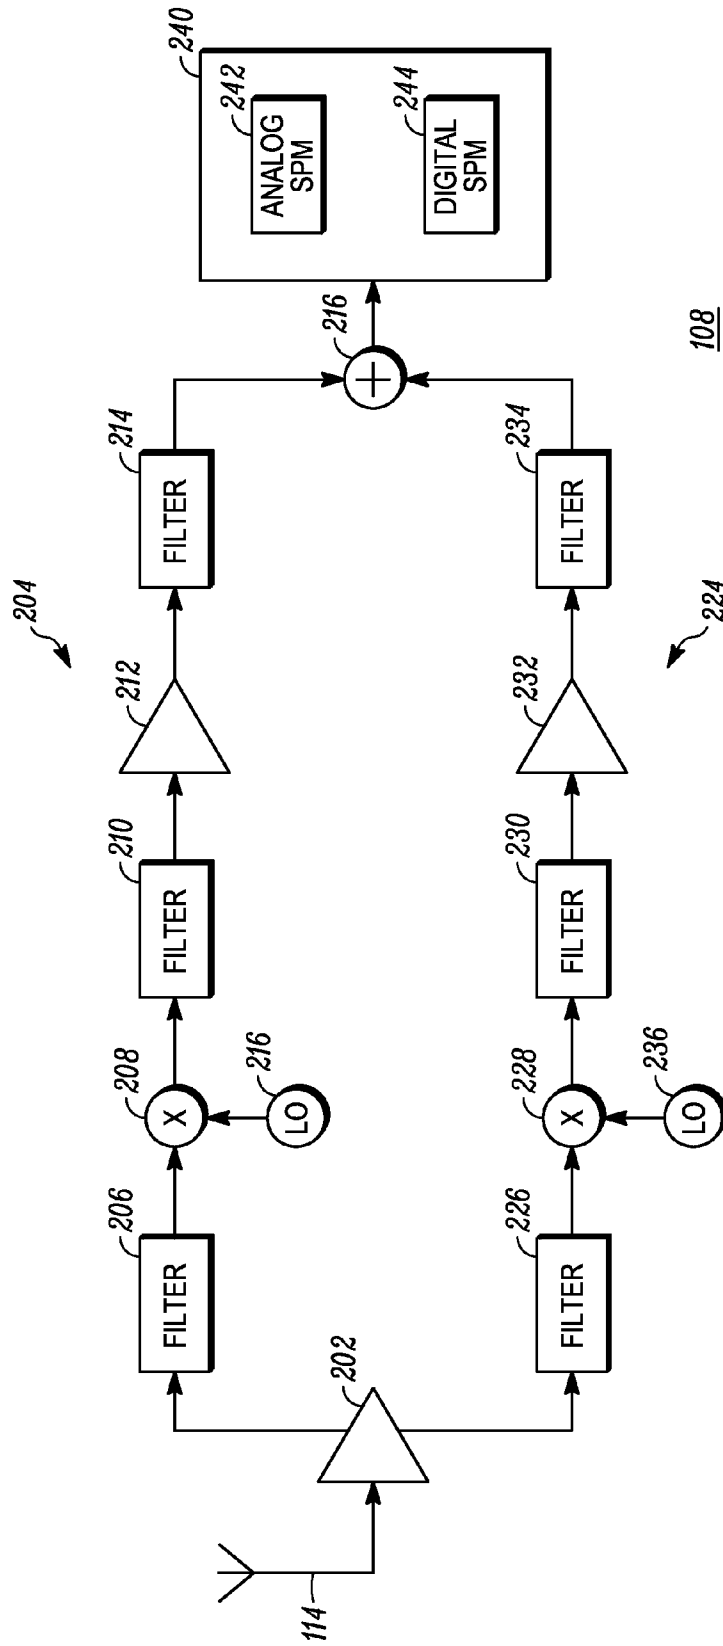 204
206
FILTER
208
X
216
LO
210
FILTER
212
214
FILTER
114
202
216
+
240
242
ANALOG
SPM
244
DIGITAL
SPM
226
FILTER
228
X
236
LO
230
FILTER
232
234
FILTER
224
108